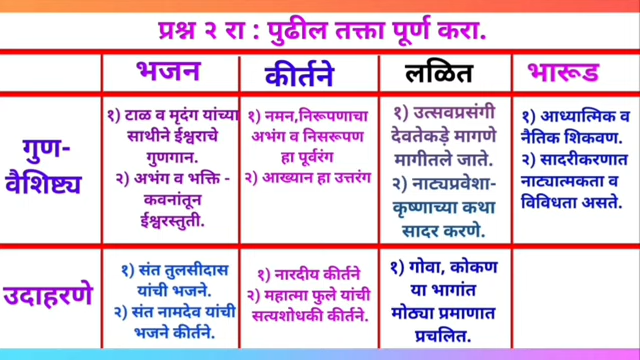 प्रश्न २ रा : पुढील तक्ता पूर्ण करा.
भजन
कीर्तने
लळित
भारूड
गुण-
वैशिष्ट्य
१) टाळ व मृदंग यांच्या
साथीने ईश्वराचे
गुणगान.
२) अभंग व भक्ति -
कवनांतून
ईश्वरस्तुती.
१) नमन,निरूपणाचा
अभंग व निसरूपण
हा पूर्वरंग
२) आख्यान हा उत्तरंग
१) उत्सवप्रसंगी
देवतेकडे मागणे
मागीतले जाते.
२) नाट्यप्रवेशा-
कृष्णाच्या कथा
सादर करणे.
१) आध्यात्मिक व
नैतिक शिकवण.
२) सादरीकरणात
नाट्यात्मकता व
विविधता असते.
उदाहरणे
१) संत तुलसीदास
यांची भजने.
२) संत नामदेव यांची
भजने कीर्तने.
१) नारदीय कीर्तने
२) महात्मा फुले यांची
सत्यशोधकी कीर्तने.
१) गोवा, कोकण
या भागांत
मोठ्या प्रमाणात
प्रचलित.